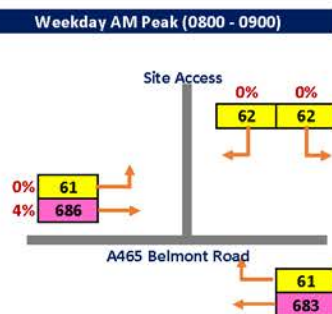 Weekday AM Peak (0800 - 0900)
Site Access
0% 0%
62 62
0% 61
4% 686
A465 Belmont Road
61
683